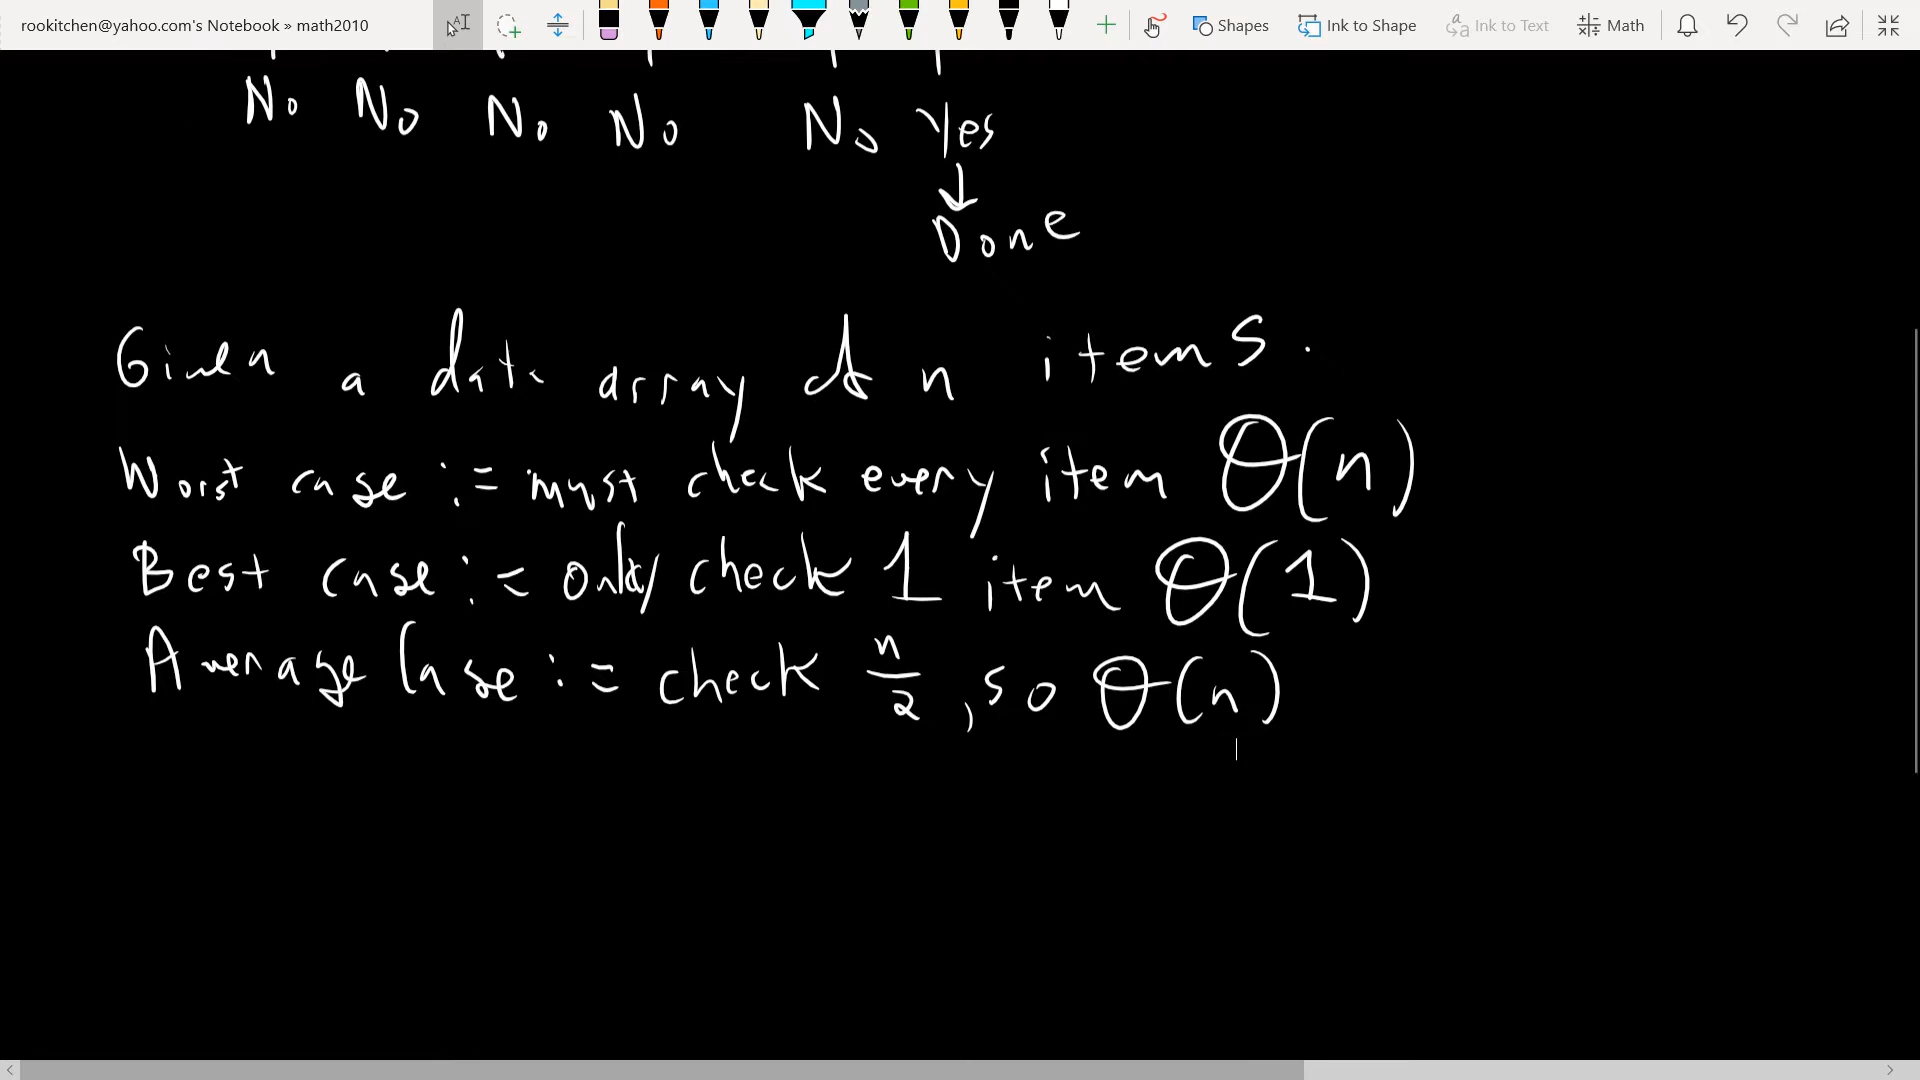 rookitchen@yahoo.com's Notebook » math2010
Shapes Ink to Shape Ink to Text Math
No No No No No Yes
Done
Given a data array of n items.
Worst case := must check every item Θ(n)
Best case := only check 1 item Θ(1)
Average Case := check n/2, so Θ(n)